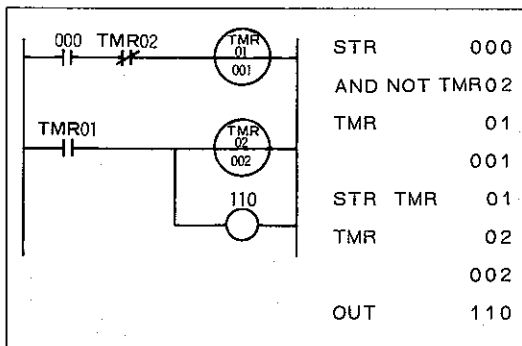 000 TMR02
TMR
01
001
TMR01
TMR
02
002
110
STR 000
AND NOT TMR02
TMR 01
001
STR TMR 01
TMR 02
002
OUT 110